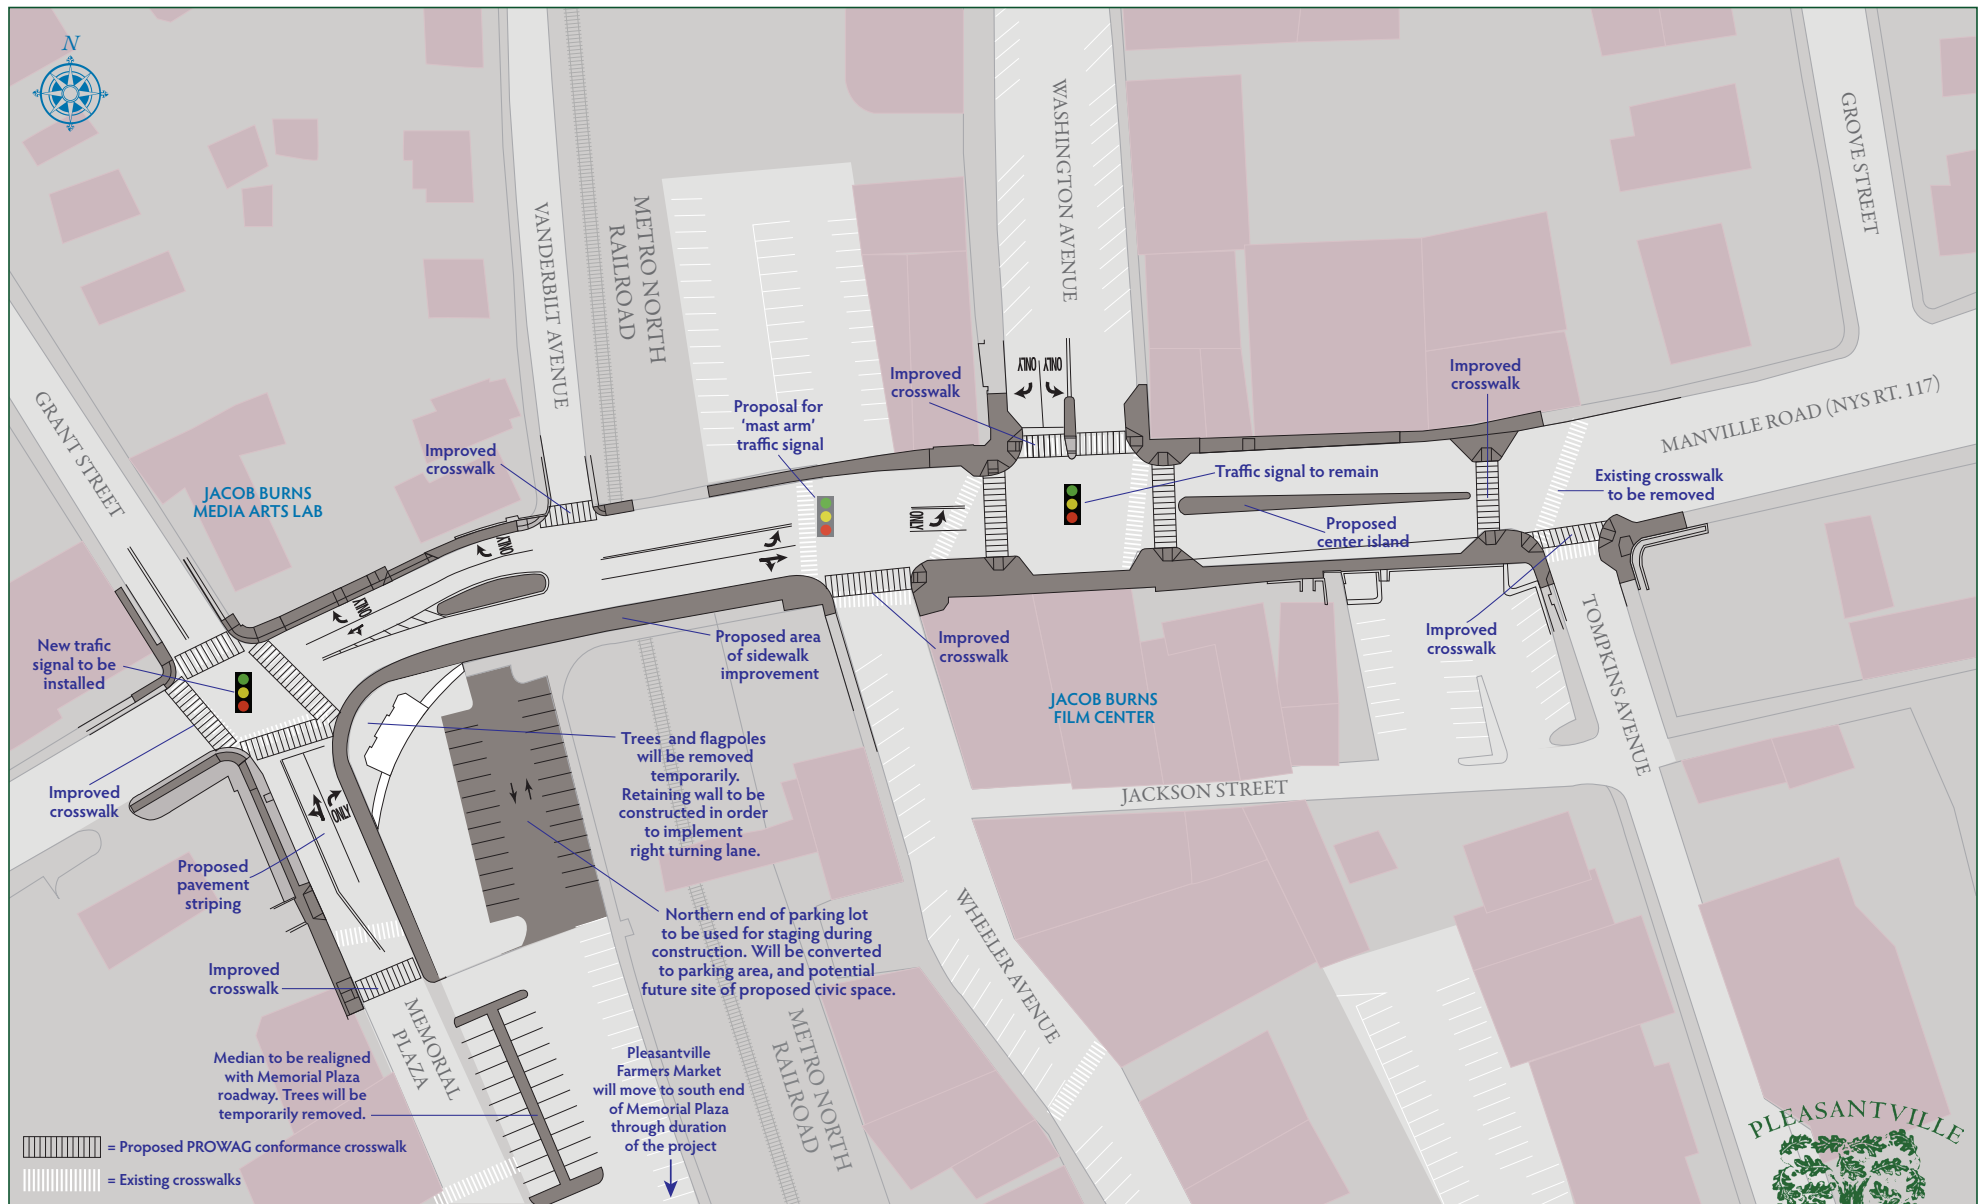 N
VANDERBILT AVENUE
METRO NORTH
RAILROAD
WASHINGTON AVENUE
GROVE STREET
GRANT STREET
MANVILLE ROAD (NYS RT. 117)
JACOB BURNS
MEDIA ARTS LAB
Improved
crosswalk
Proposal for
'mast arm'
traffic signal
Improved
crosswalk
ONLY
ONLY
Improved
crosswalk
Traffic signal to remain
Existing crosswalk
to be removed
Proposed
center island
ONLY
ONLY
ONLY
New trafic
signal to be
installed
Proposed area
of sidewalk
improvement
Improved
crosswalk
Improved
crosswalk
TOMPKINS AVENUE
JACOB BURNS
FILM CENTER
Trees and flagpoles
will be removed
temporarily.
Retaining wall to be
constructed in order
to implement
right turning lane.
Improved
crosswalk
ONLY
JACKSON STREET
Proposed
pavement
striping
Northern end of parking lot
to be used for staging during
construction. Will be converted
to parking area, and potential
future site of proposed civic space.
WHEELER AVENUE
Improved
crosswalk
MEMORIAL
PLAZA
METRO NORTH
RAILROAD
Median to be realigned
with Memorial Plaza
roadway. Trees will be
temporarily removed.
Pleasantville
Farmers Market
will move to south end
of Memorial Plaza
through duration
of the project
= Proposed PROWAG conformance crosswalk
= Existing crosswalks
PLEASANTVILLE